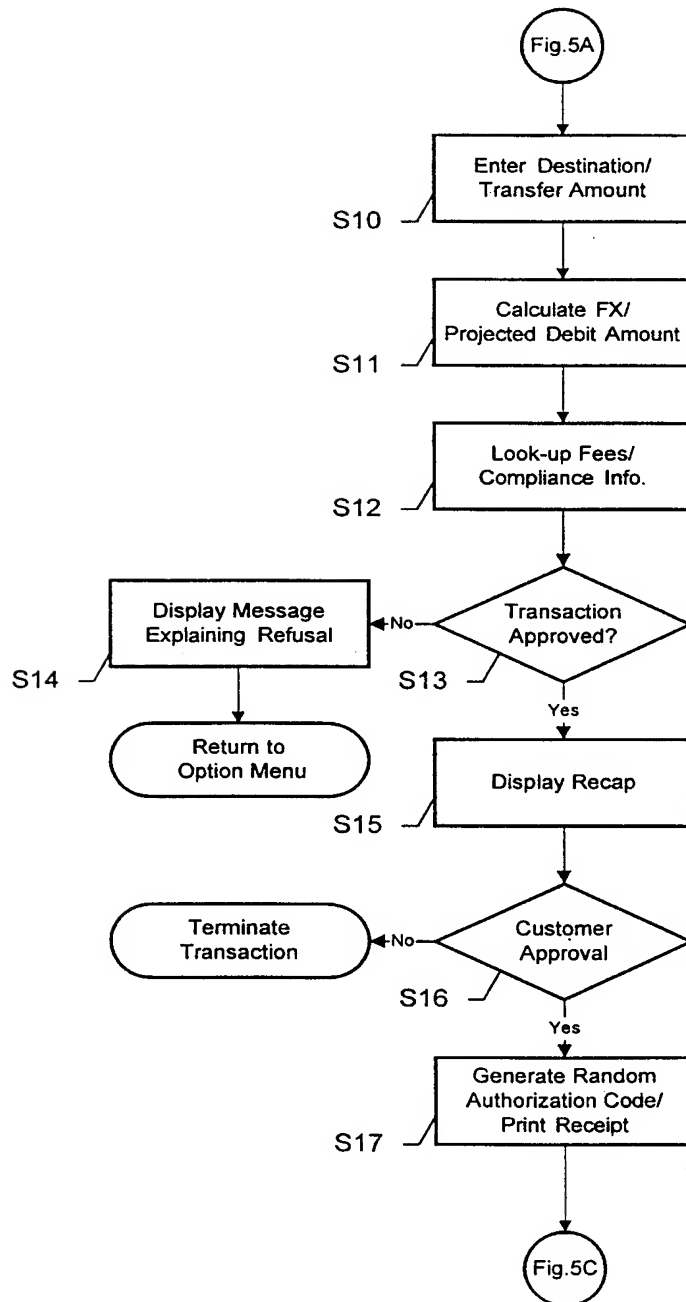 Fig.5A
Enter Destination/
Transfer Amount
S10
Calculate FX/
Projected Debit Amount
S11
Look-up Fees/
Compliance Info.
S12
Transaction
Approved?
No
S13
Display Message
Explaining Refusal
S14
Yes
Return to
Option Menu
Display Recap
S15
Customer
Approval
No
Terminate
Transaction
S16
Yes
Generate Random
Authorization Code/
Print Receipt
S17
Fig.5C